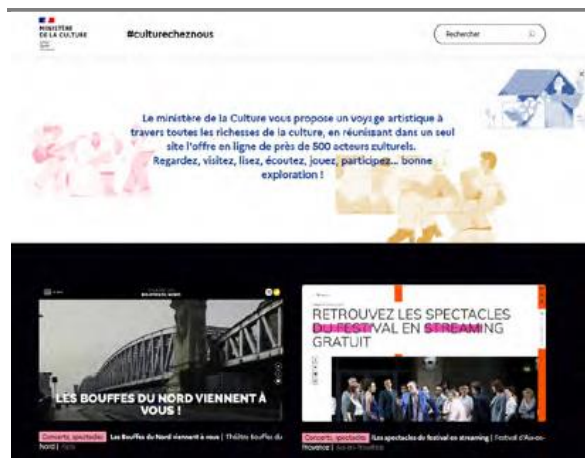 MINISTÈRE
DE LA CULTURE
#culturecheznous
Rechercher
Le ministère de la Culture vous propose un voyage artistique à
travers toutes les richesses de la culture, en réunissant dans un seul
site l'offre en ligne de près de 500 acteurs culturels.
Regardez, visitez, lisez, écoutez, jouez, participez... bonne
exploration !
LES BOUFFES DU NORD VIENNENT À
VOUS !
Concerts, spectacles Les Bouffes du Nord viennent à vous | Théâtre Bouffes du
Nord | Paris
RETROUVEZ LES SPECTACLES
DU FESTIVAL EN STREAMING
GRATUIT
Concerts, spectacles Les spectacles du festival en streaming | Festival d'Aix-en-
Provence | Aix-en-Provence